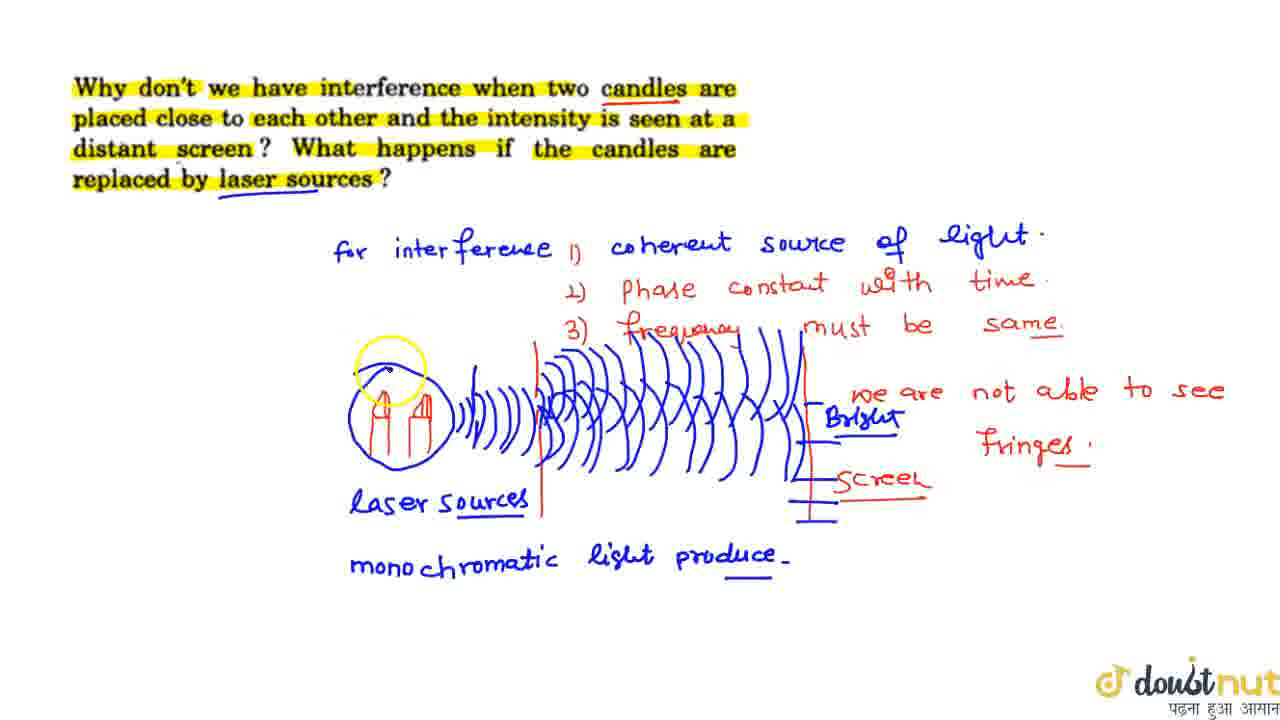 Why don't we have interference when two candles are
placed close to each other and the intensity is seen at a
distant screen? What happens if the candles are
replaced by laser sources?
for interference 1) coherent source of light.
2) Phase constant with time.
3) frequency must be same.
we are not able to see
fringes.
Bright
screen
laser sources
monochromatic light produce.
doubtnut
पढ़ना हुआ आसान